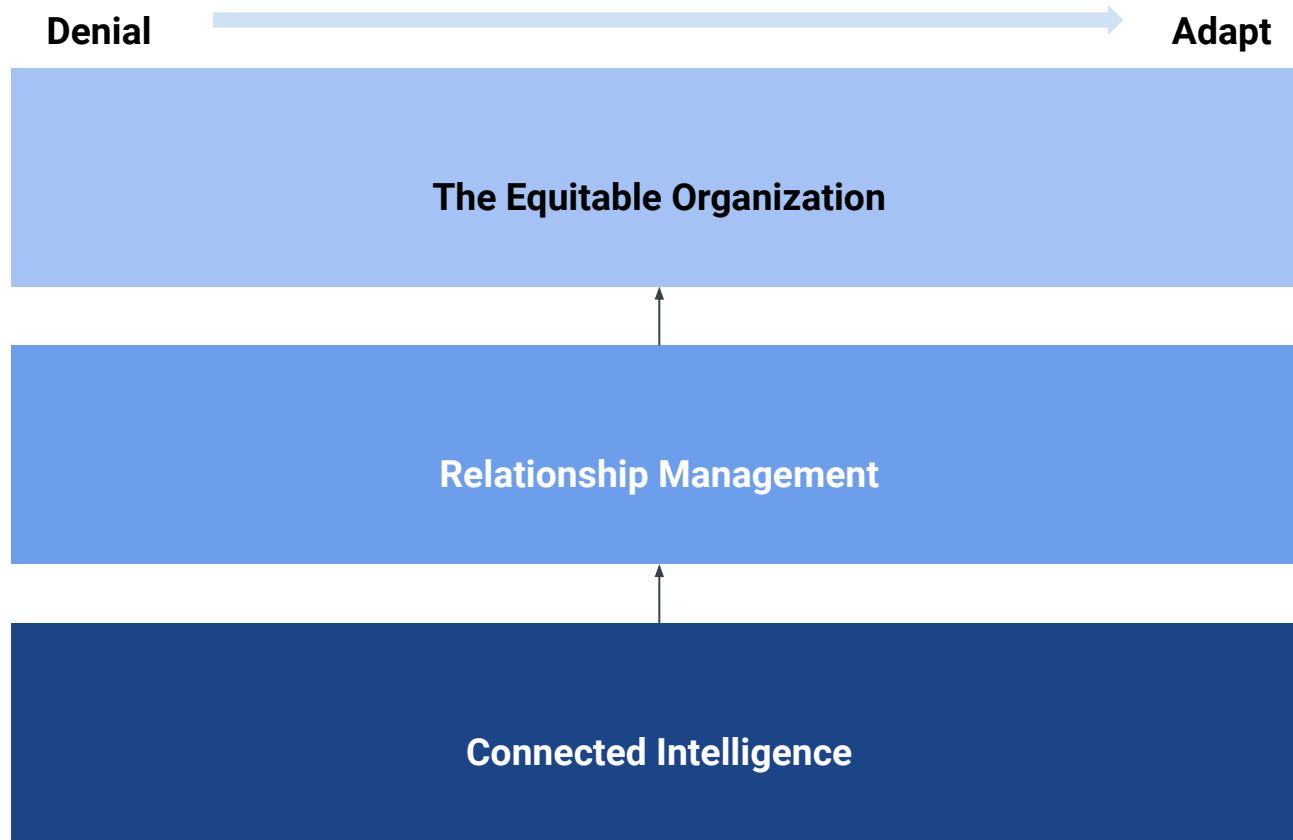 Denial
Adapt
The Equitable Organization
Relationship Management
Connected Intelligence